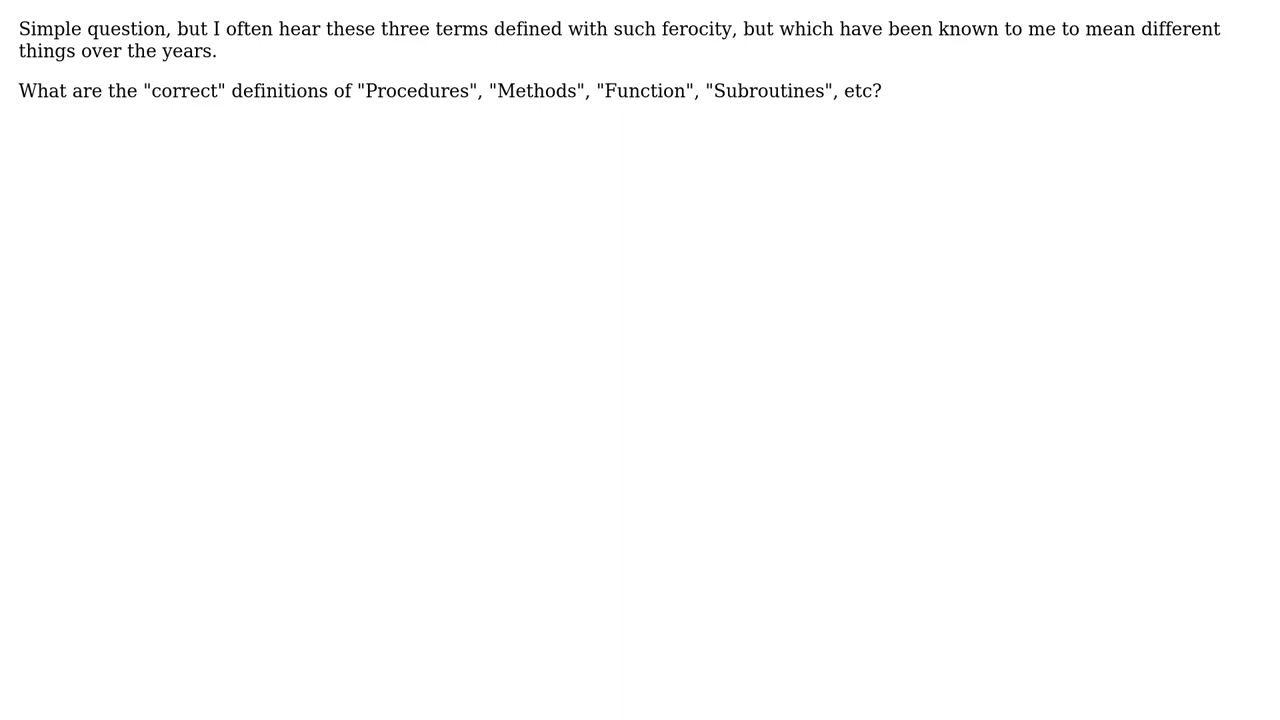 Simple question, but I often hear these three terms defined with such ferocity, but which have been known to me to mean different
things over the years.
What are the "correct" definitions of "Procedures", "Methods", "Function", "Subroutines", etc?